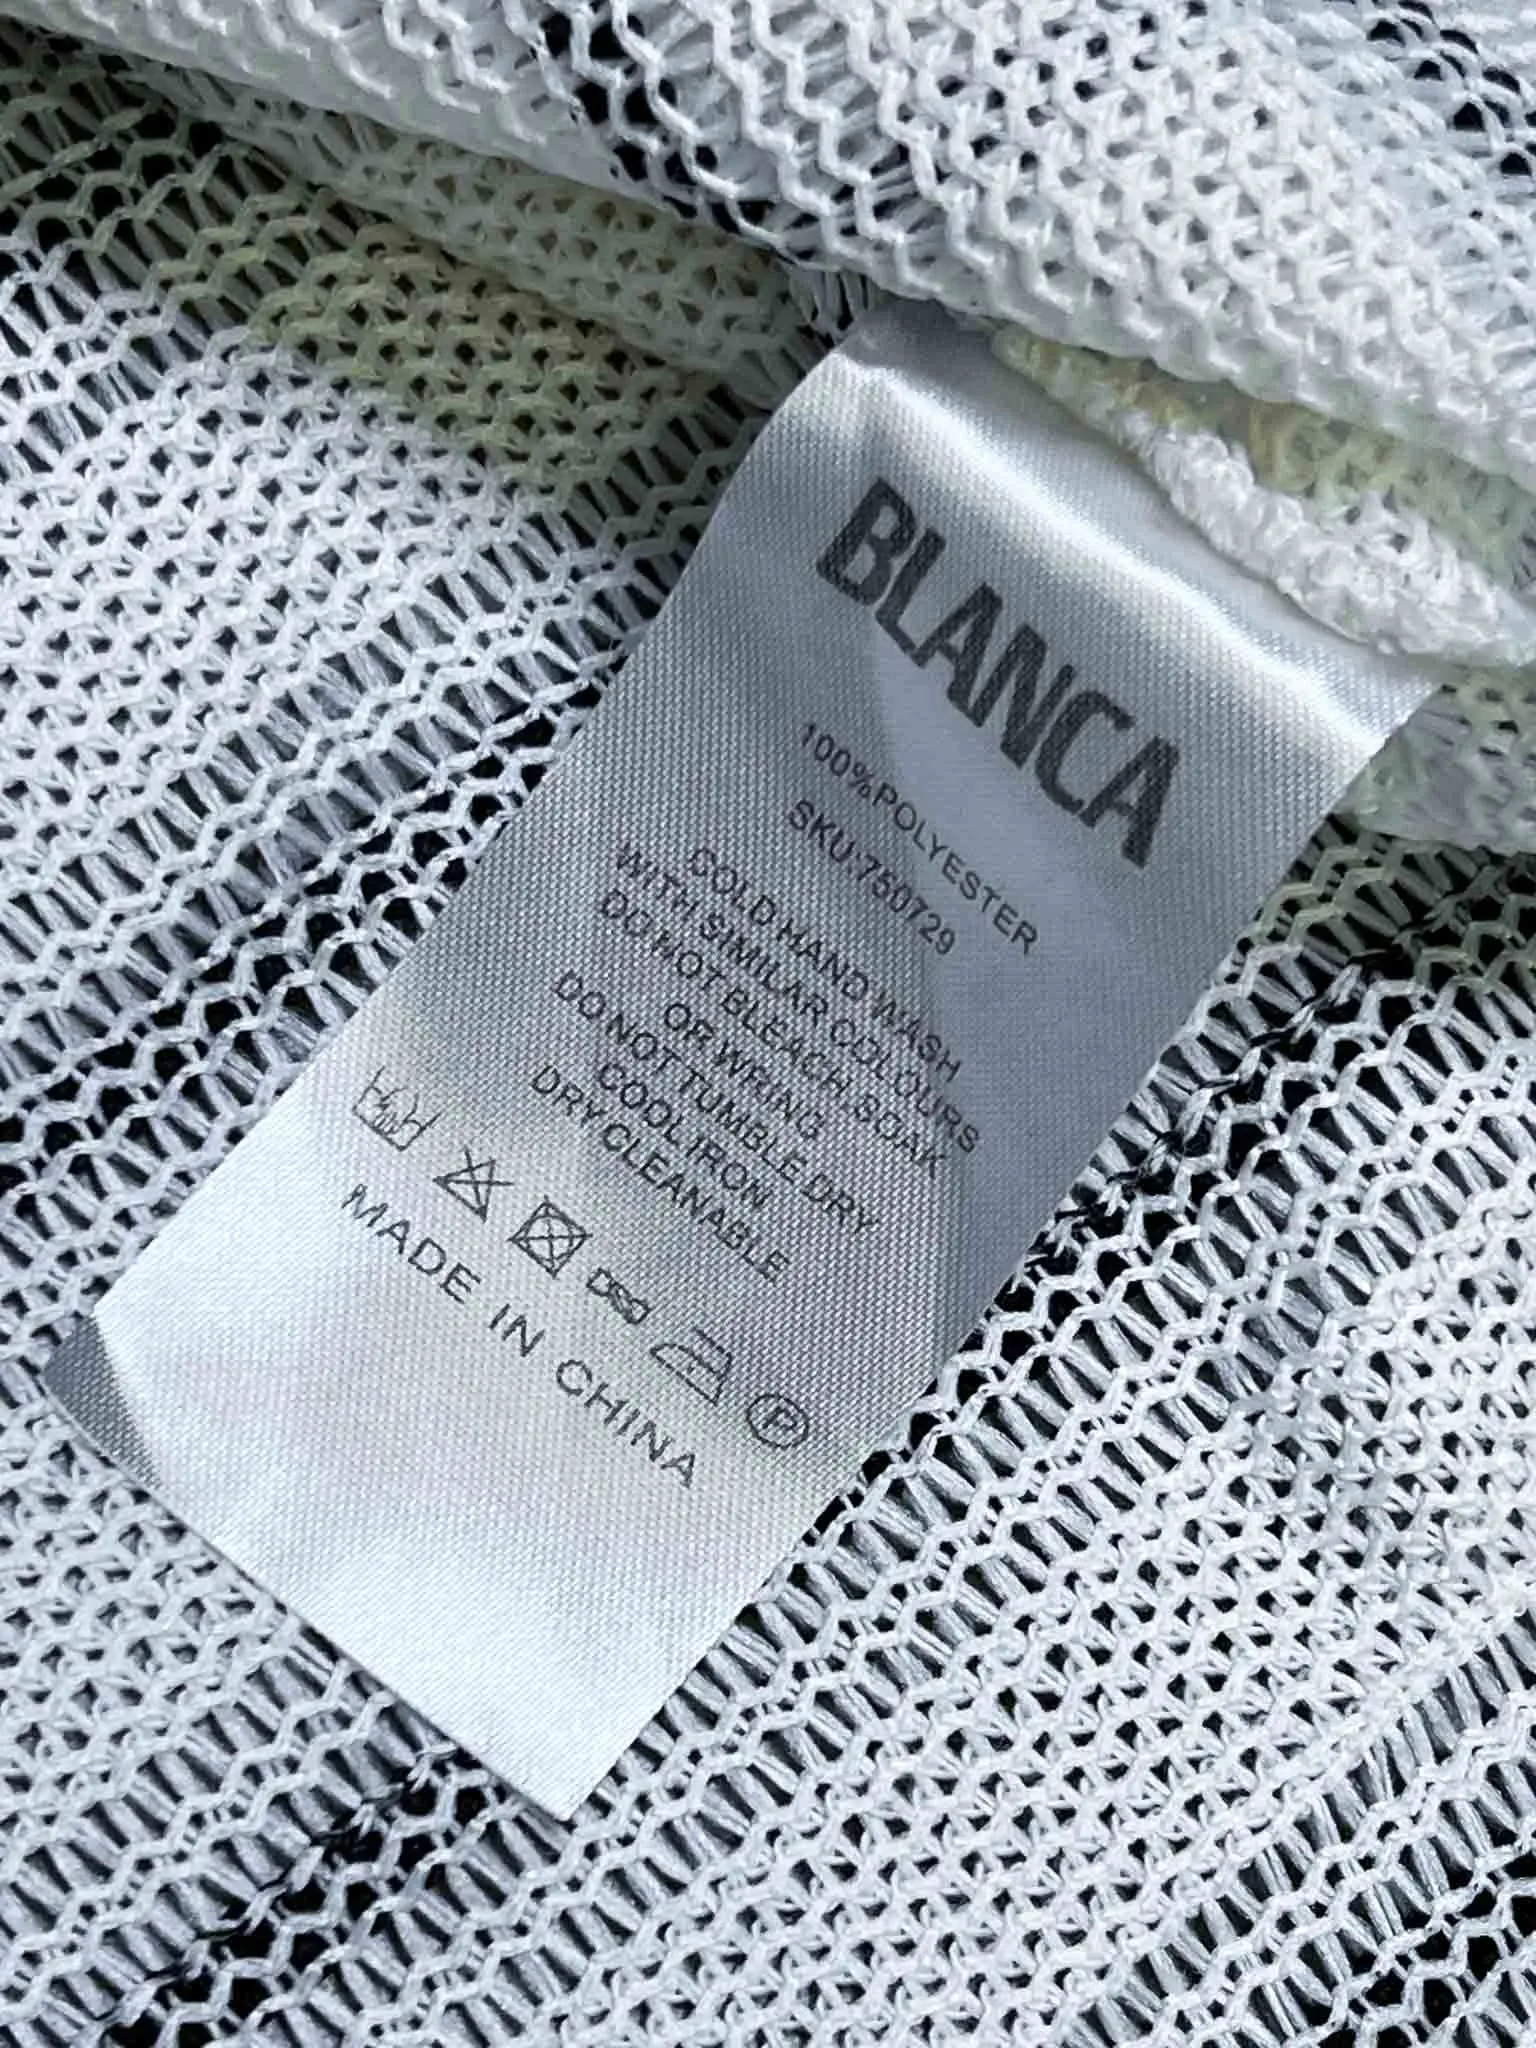 BLANCA
100%POLYESTER
SKU:750729
COLD HAND WASH
WITH SIMILAR COLOURS
DO NOT BLEACH, SOAK
OR WRING
DO NOT TUMBLE DRY
COOL IRON
DRY CLEANABLE
P
MADE IN CHINA